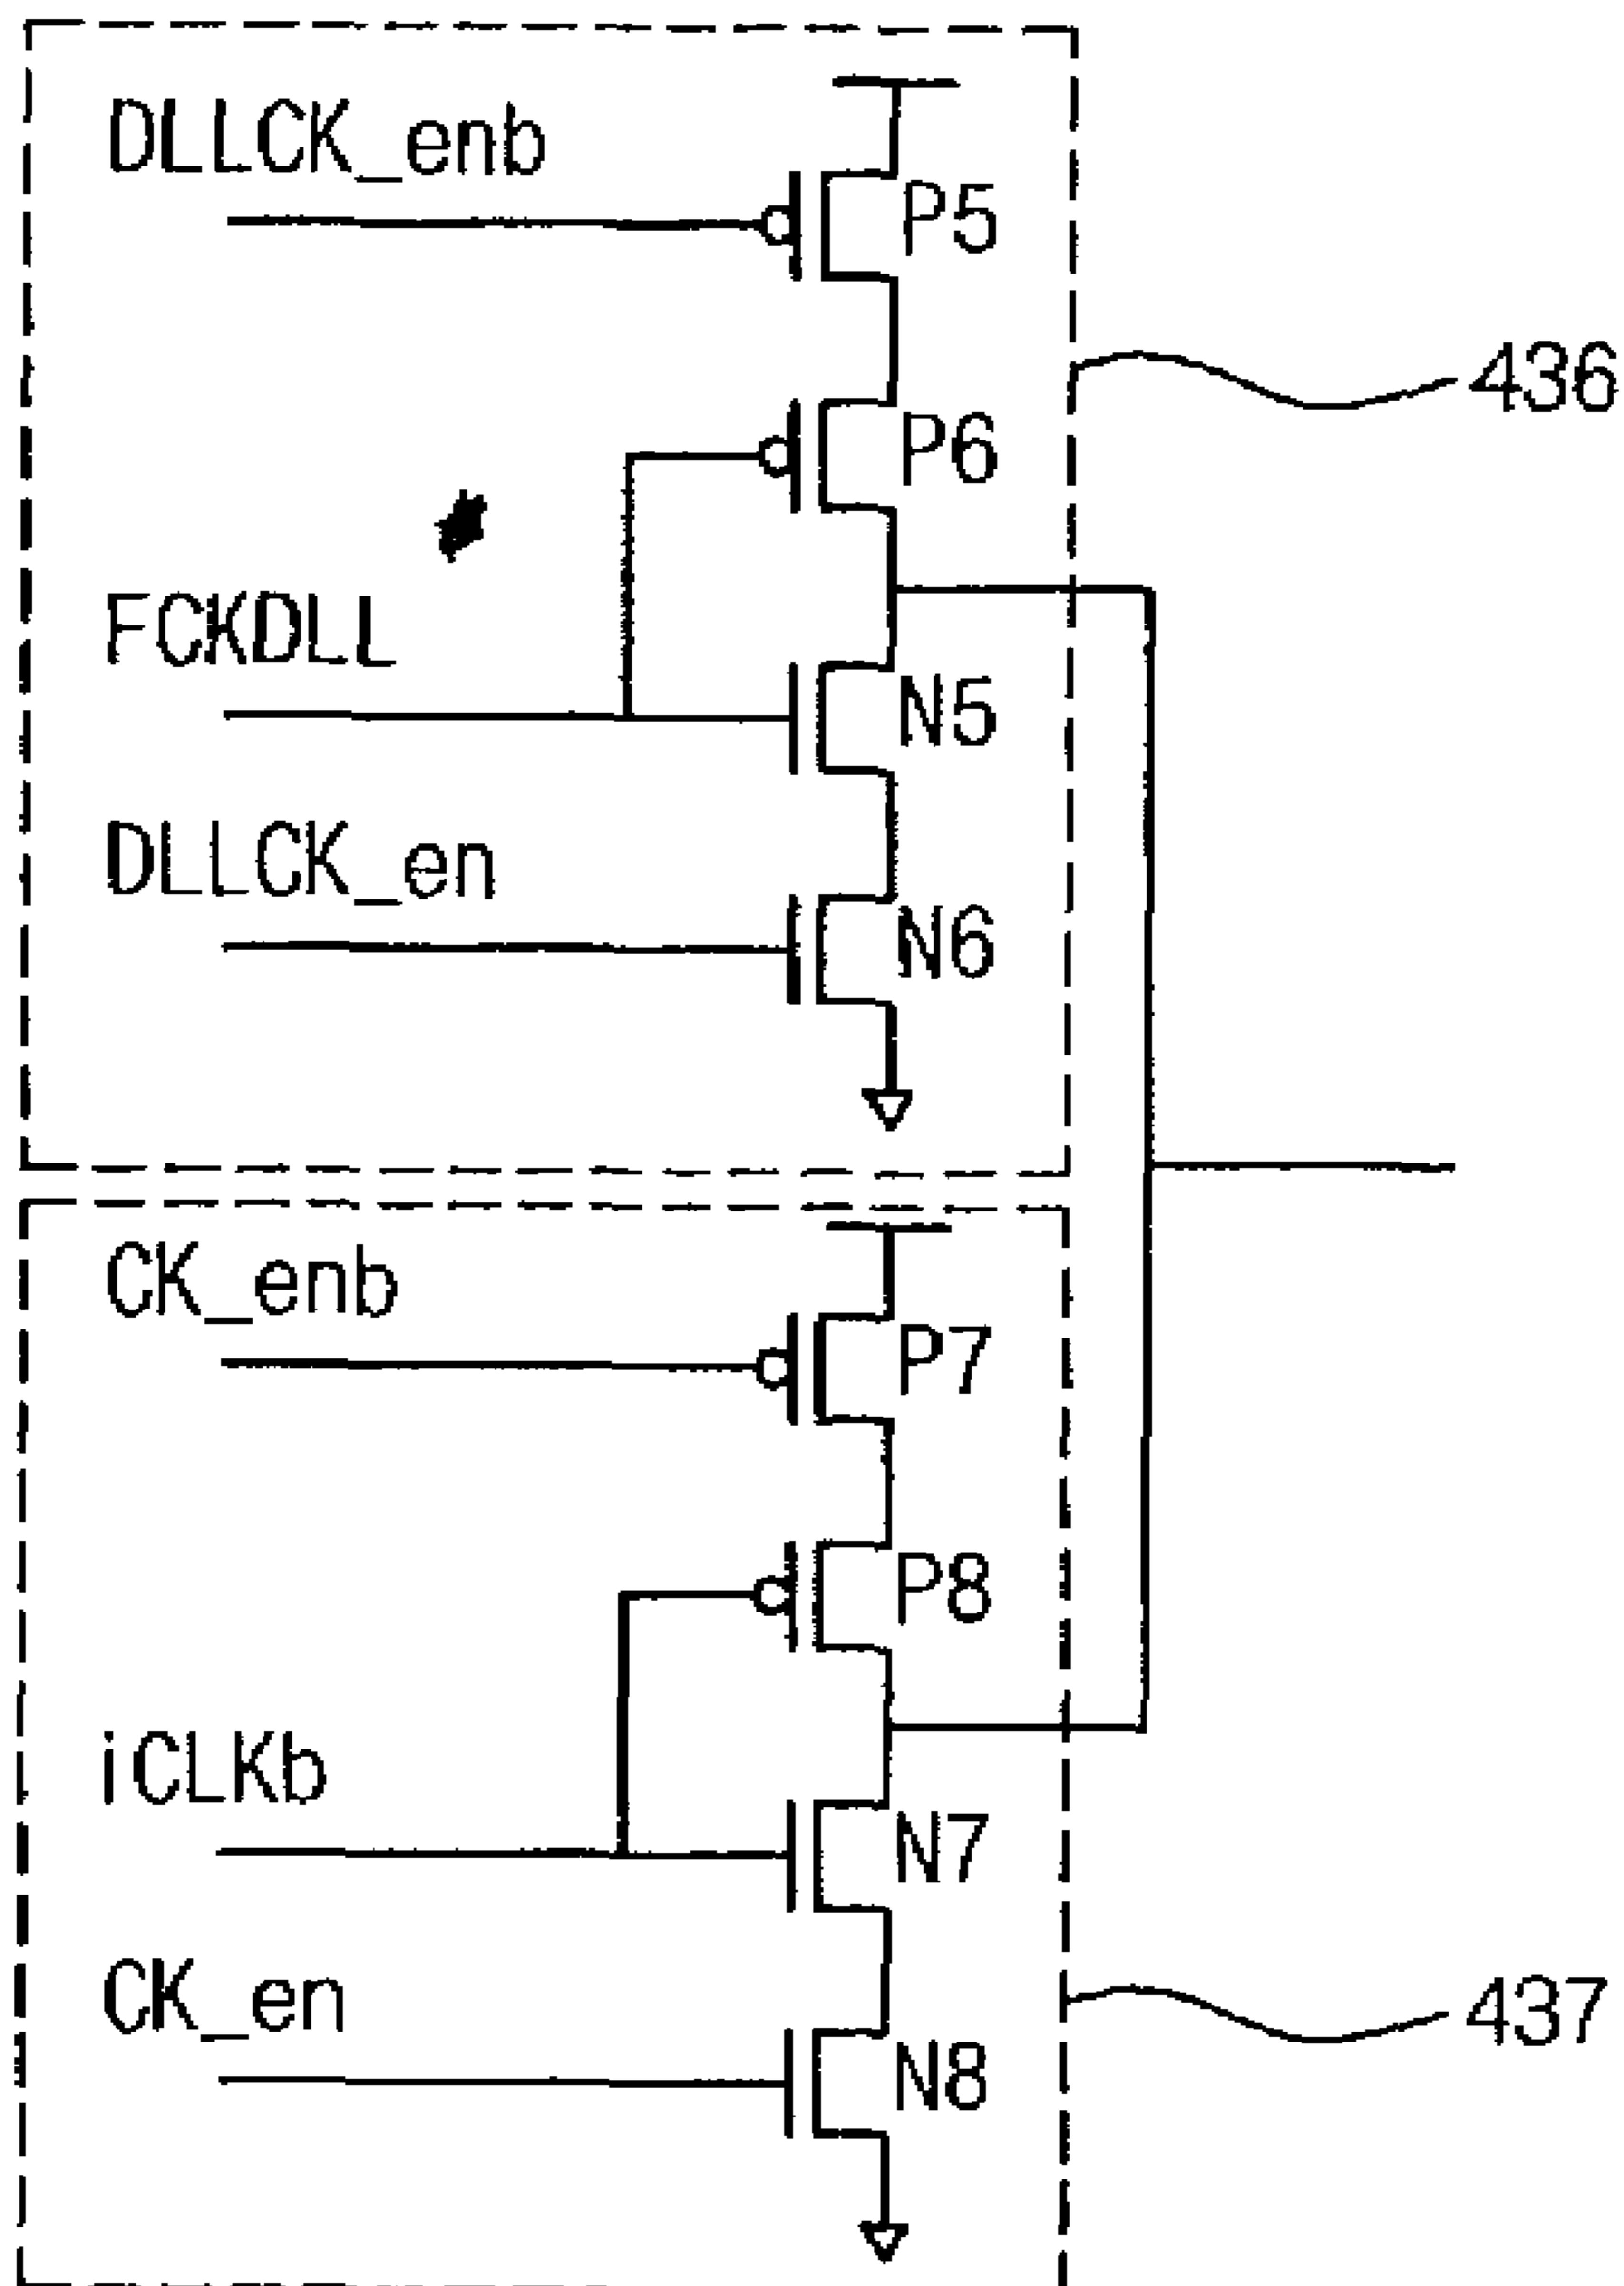 DLLCK_enb
P5
436
P6
FCKDLL
N5
DLLCK_en
N6
CK_enb
P7
P8
iCLKb
N7
CK_en
437
N8